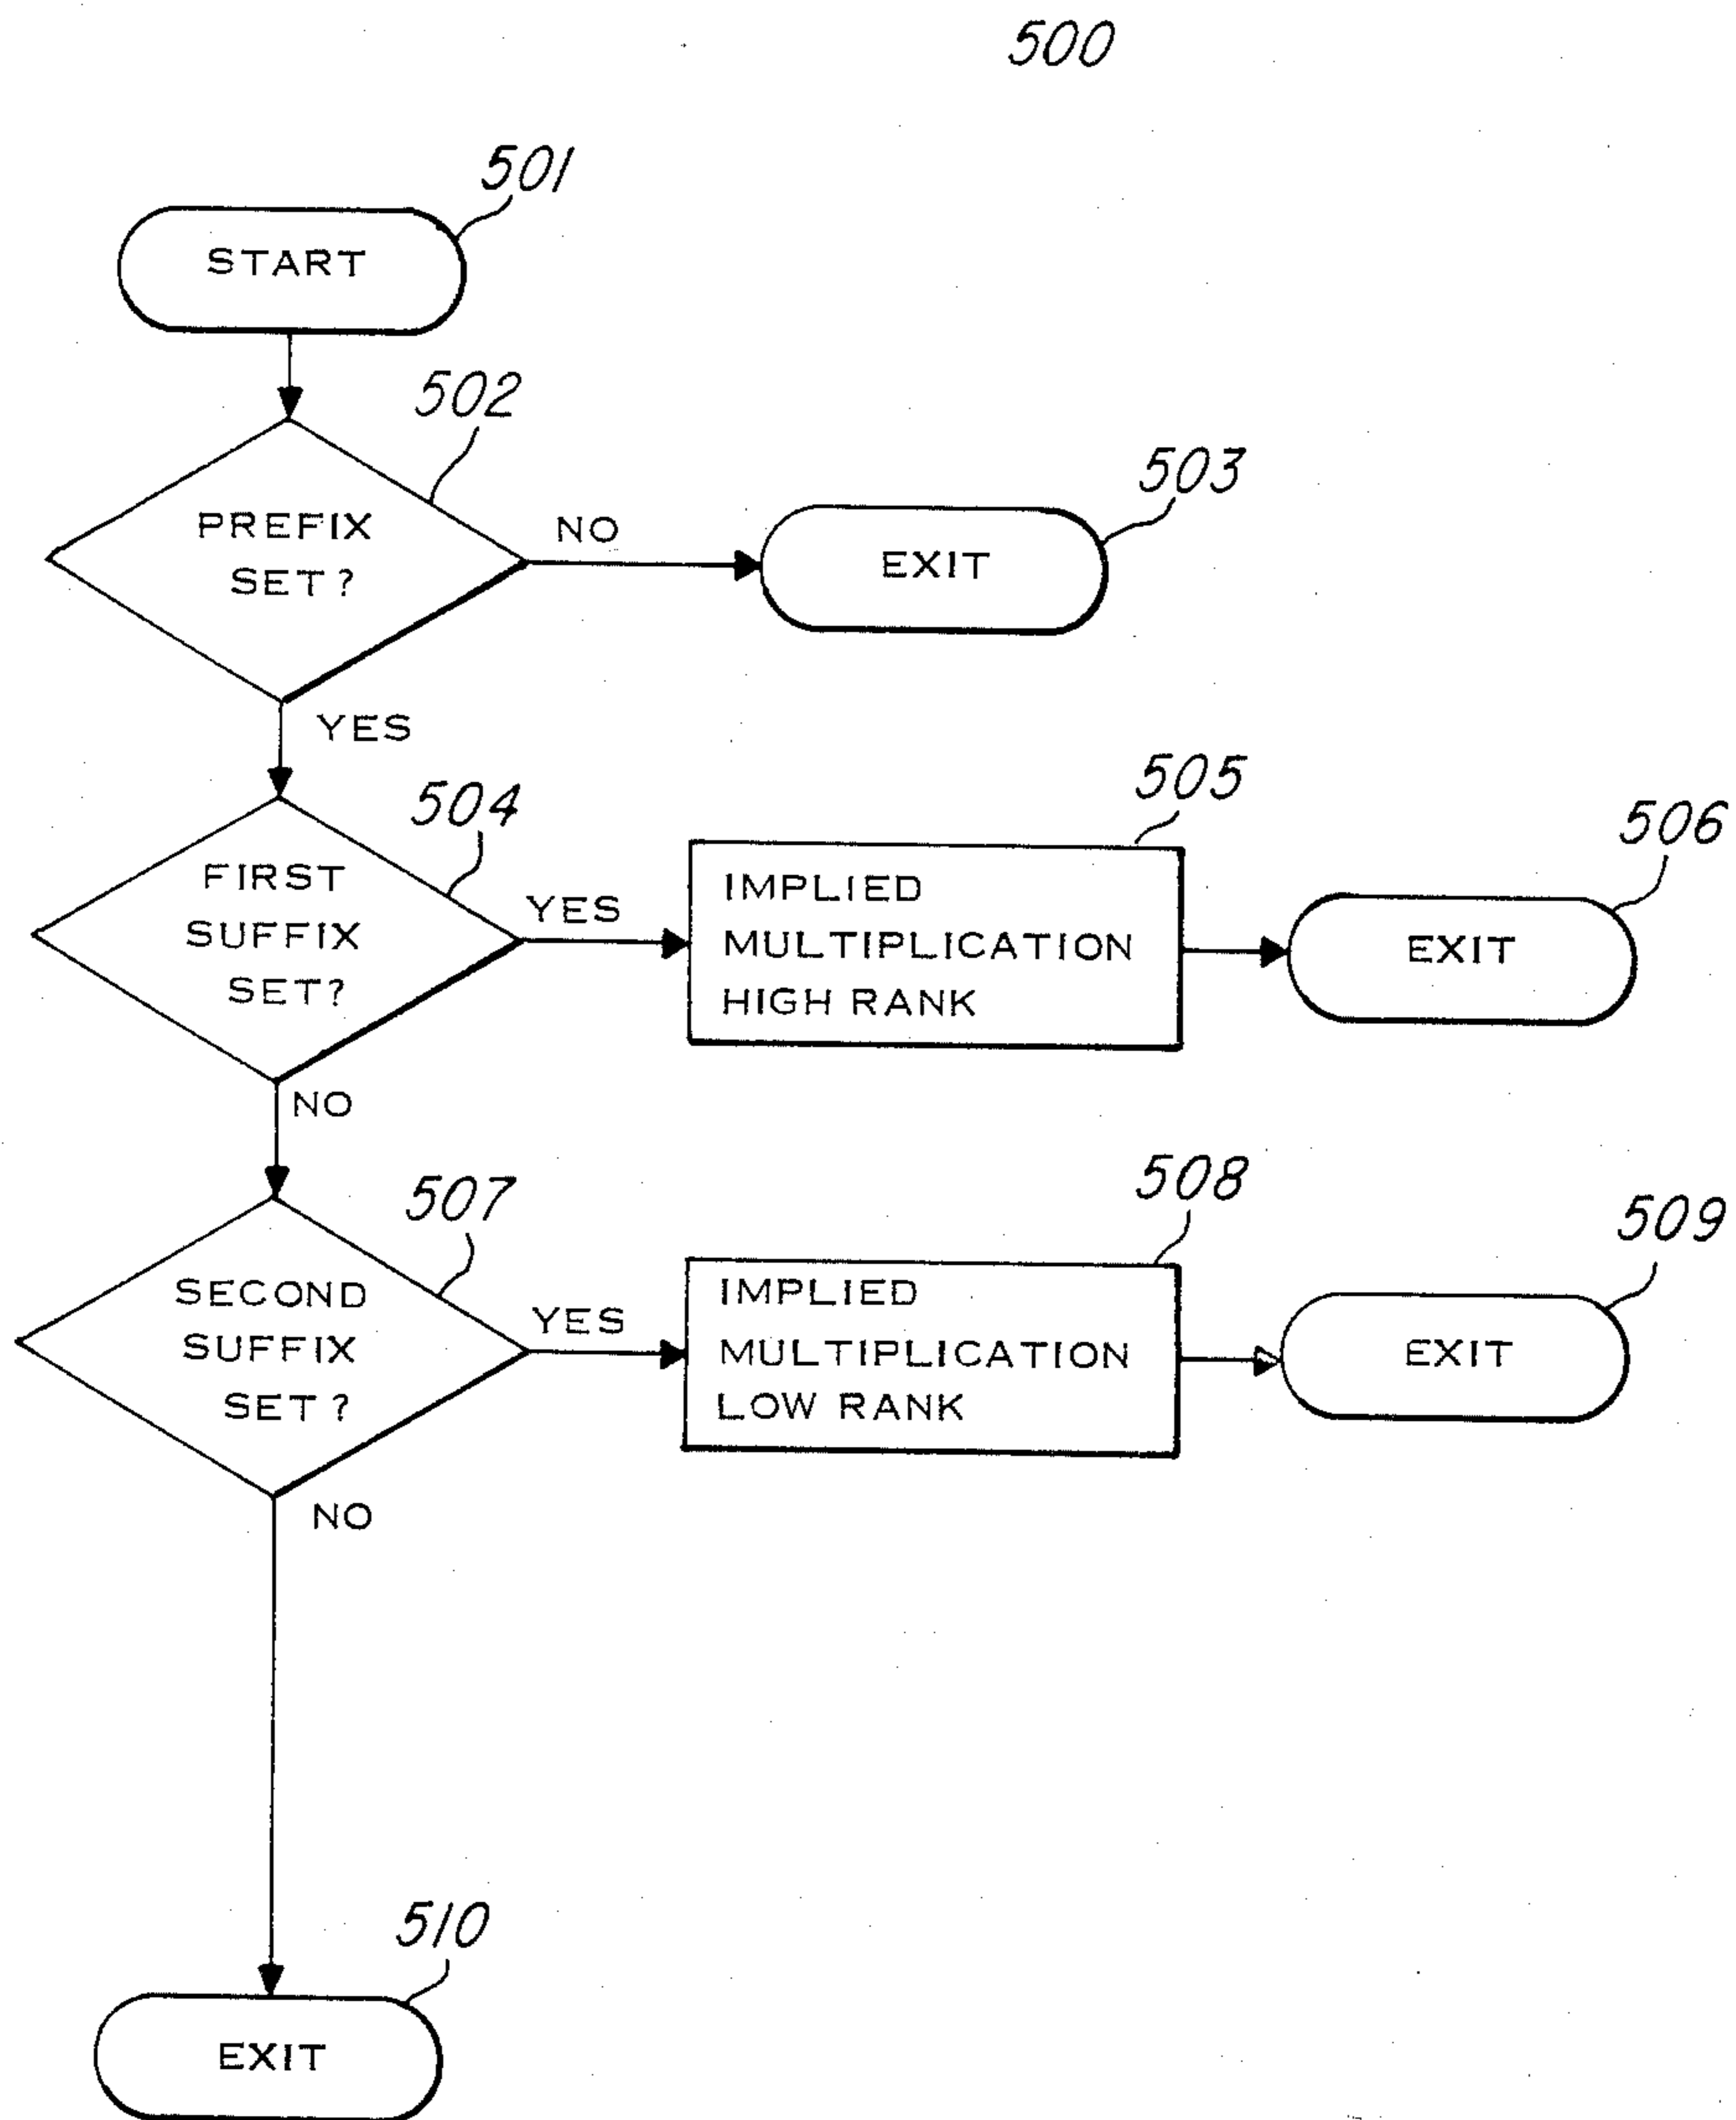 500
501
START
502
PREFIX
SET?
NO
503
EXIT
YES
504
FIRST
SUFFIX
SET?
YES
505
IMPLIED
MULTIPLICATION
HIGH RANK
506
EXIT
NO
507
SECOND
SUFFIX
SET?
YES
508
IMPLIED
MULTIPLICATION
LOW RANK
509
EXIT
NO
510
EXIT